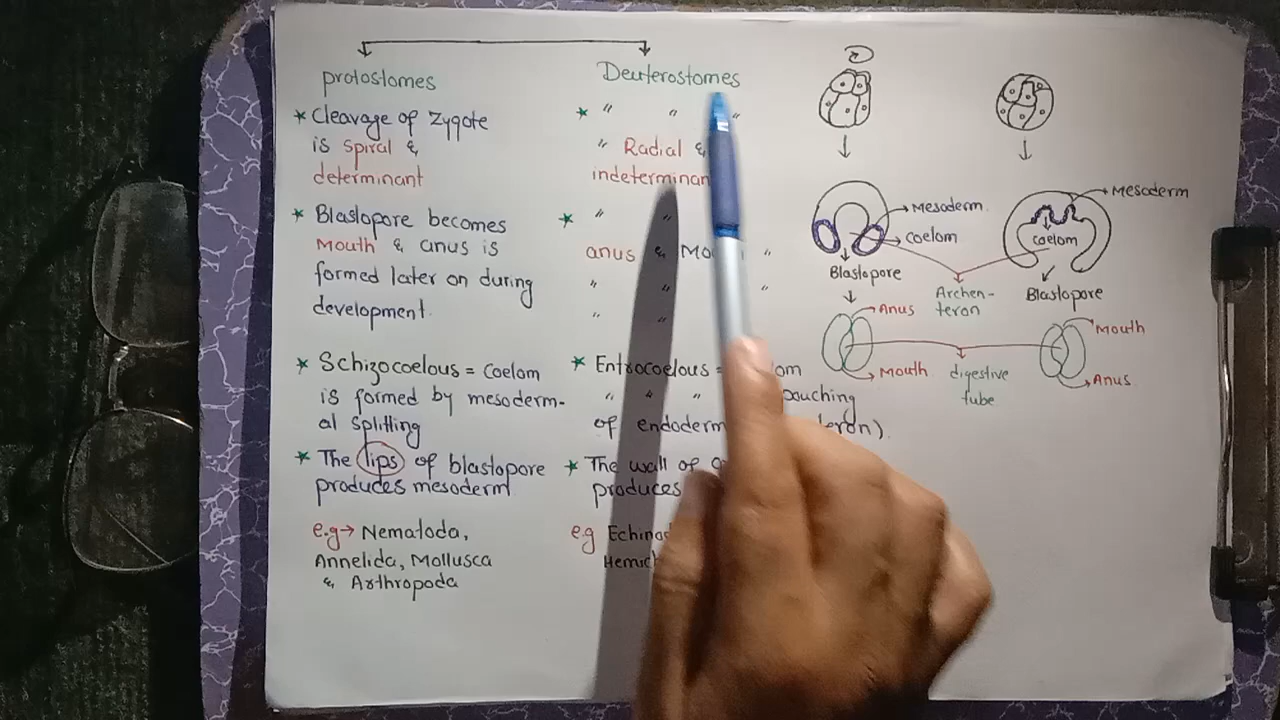 protostomes
* Cleavage of Zygote
is Spiral &
determinant
* Blastopore becomes
Mouth & anus is
formed later on during
development.
* Schizocoelous = Coelom
is formed by mesoderm-
al splitting
* The lips of blastopore
produces mesoderm
e.g → Nematoda,
Annelida, Mollusca
& Arthropoda
Deuterostomes
* " " "
" Radial &
* " "
anus & "
" " "
" "
* Entrocoelous =
" " " pouching
of endoderm
* The wall of
produces
e.g
Mesoderm.
Coelom
Blastopore
Archen-
teron
Anus
Mouth
digestive
tube
Mesoderm
Coelom
Blastopore
Mouth
Anus.